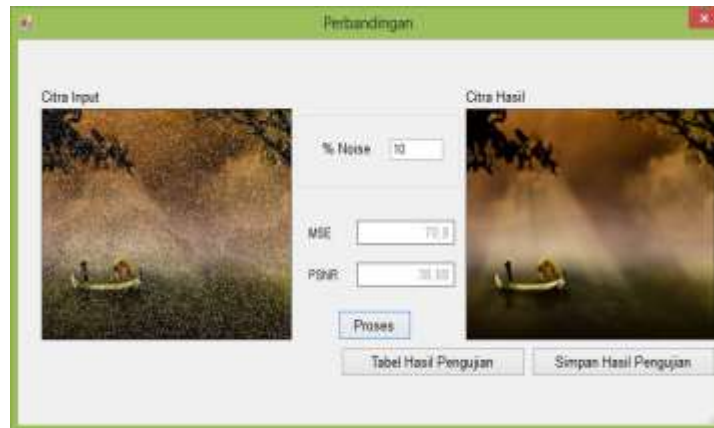 Perbandingan
Citra Input
Citra Hasil
% Noise 10
MSE
PSNR
Proses
Tabel Hasil Pengujian
Simpan Hasil Pengujian